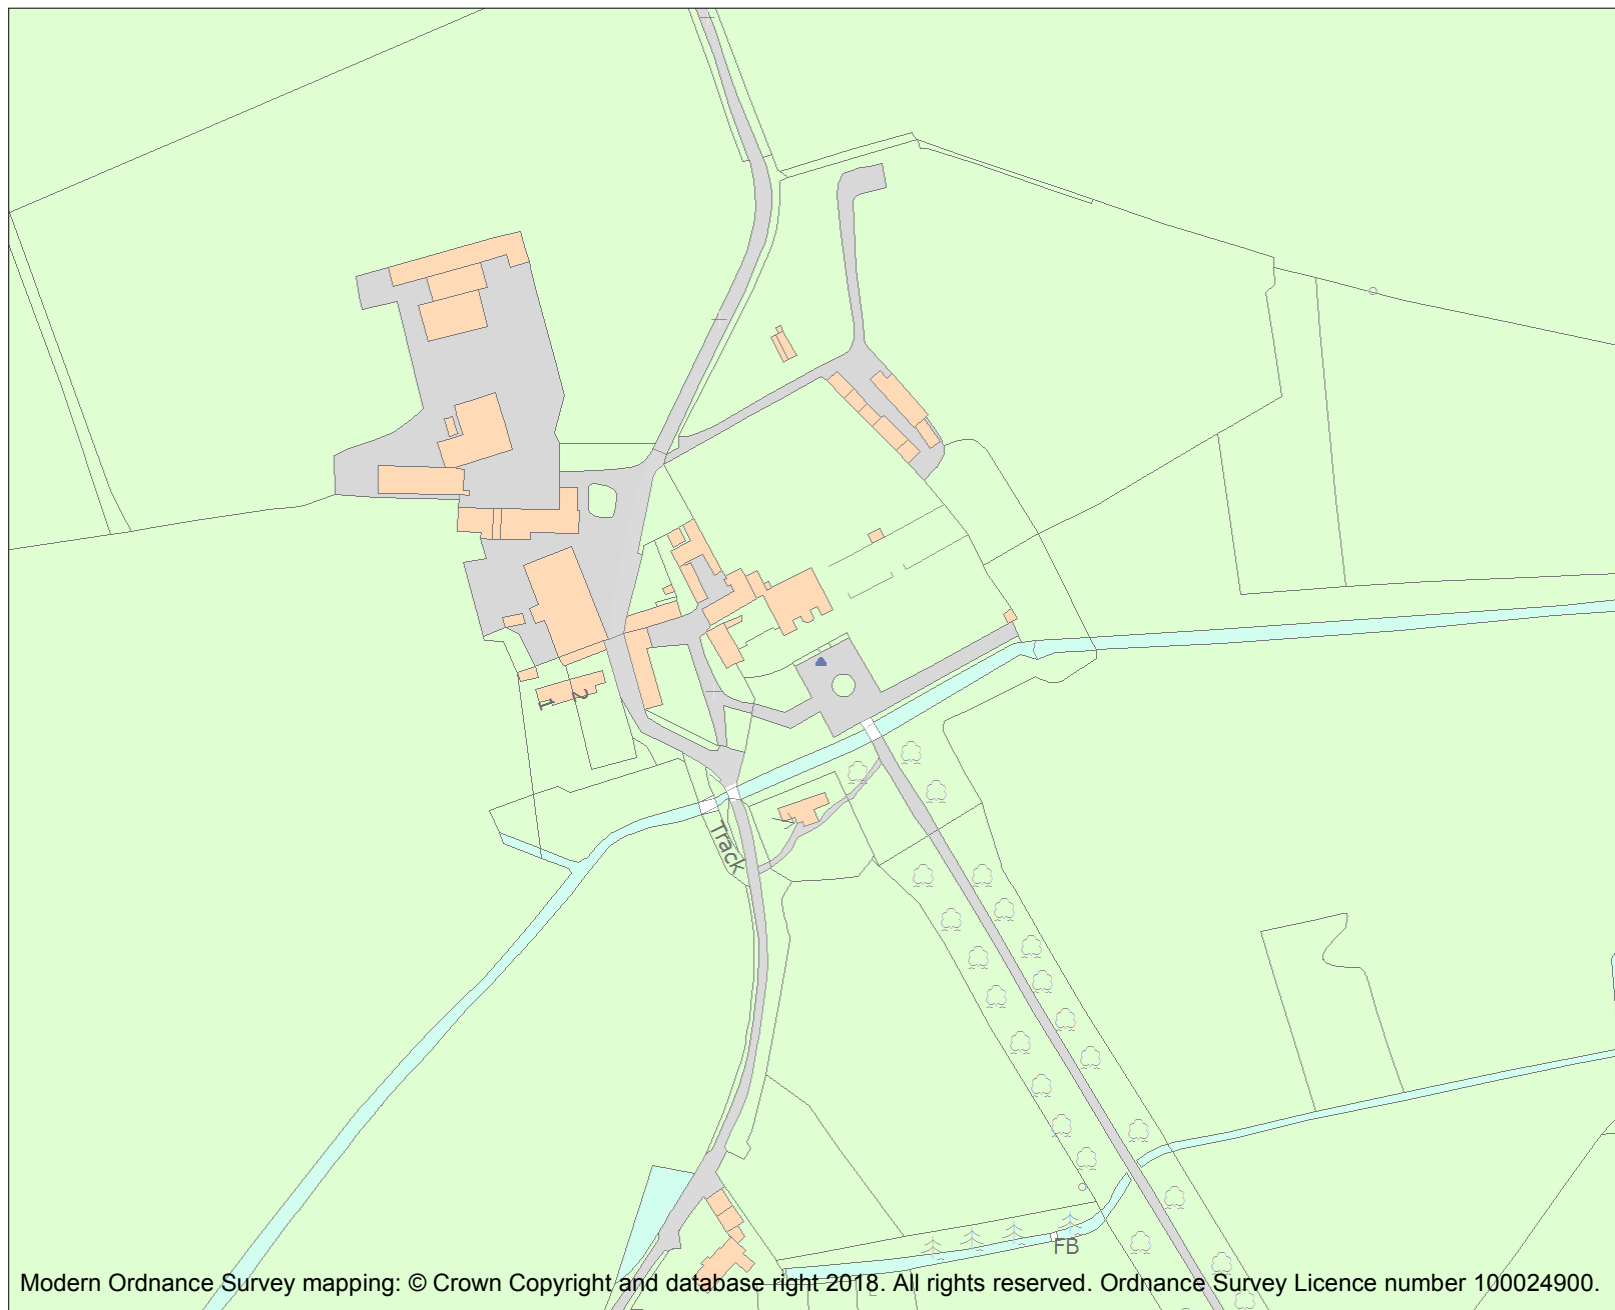 2
1
Track
FB
Modern Ordnance Survey mapping: © Crown Copyright and database right 2018. All rights reserved. Ordnance Survey Licence number 100024900.